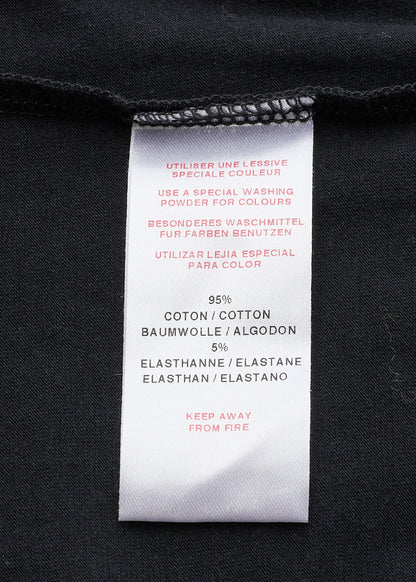 UTILISER UNE LESSIVE
SPECIALE COULEUR
USE A SPECIAL WASHING
POWDER FOR COLOURS
BESONDERES WASCHMITTEL
FUR FARBEN BENUTZEN
UTILIZAR LEJIA ESPECIAL
PARA COLOR
95%
COTON / COTTON
BAUMWOLLE / ALGODON
5%
ELASTHANNE / ELASTANE
ELASTHAN / ELASTANO
KEEP AWAY
FROM FIRE